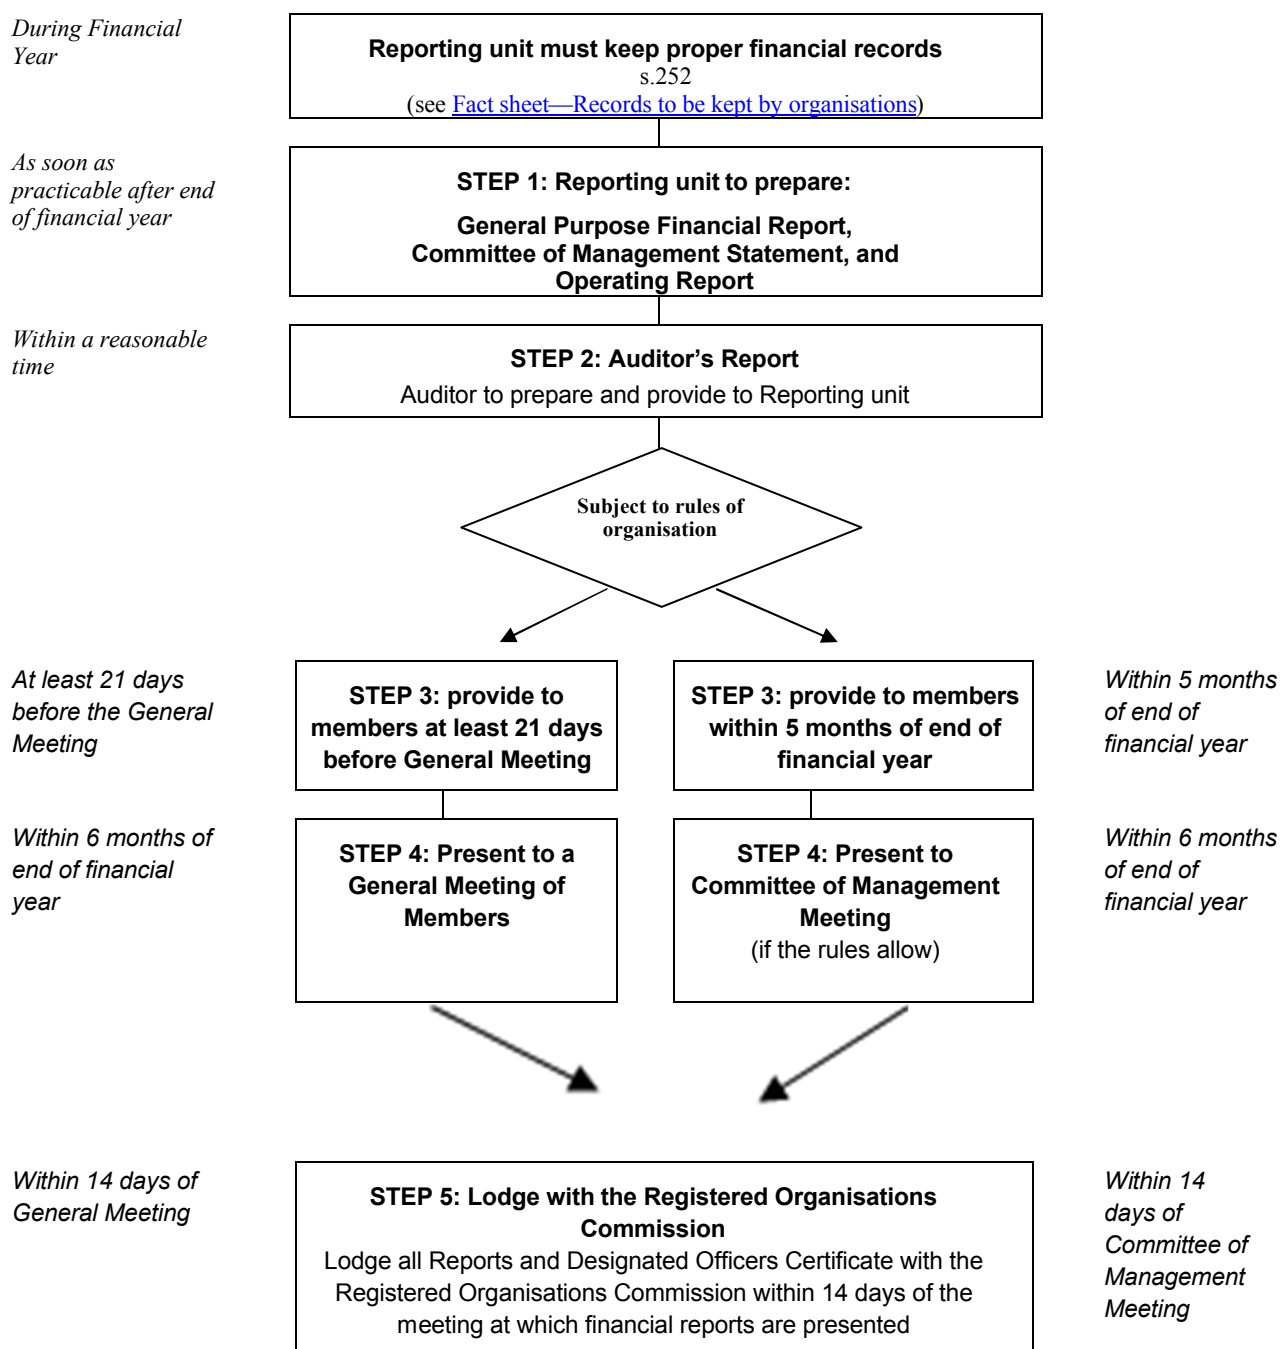 During Financial
Year
Reporting unit must keep proper financial records
s.252
(see Fact sheet—Records to be kept by organisations)
As soon as
practicable after end
of financial year
STEP 1: Reporting unit to prepare:
General Purpose Financial Report,
Committee of Management Statement, and
Operating Report
Within a reasonable
time
STEP 2: Auditor’s Report
Auditor to prepare and provide to Reporting unit
Subject to rules of
organisation
At least 21 days
before the General
Meeting
STEP 3: provide to
members at least 21 days
before General Meeting
STEP 3: provide to members
within 5 months of end of
financial year
Within 5 months
of end of
financial year
Within 6 months of
end of financial
year
STEP 4: Present to a
General Meeting of
Members
STEP 4: Present to
Committee of Management
Meeting
(if the rules allow)
Within 6 months
of end of
financial year
Within 14 days of
General Meeting
STEP 5: Lodge with the Registered Organisations
Commission
Lodge all Reports and Designated Officers Certificate with the
Registered Organisations Commission within 14 days of the
meeting at which financial reports are presented
Within 14
days of
Committee of
Management
Meeting